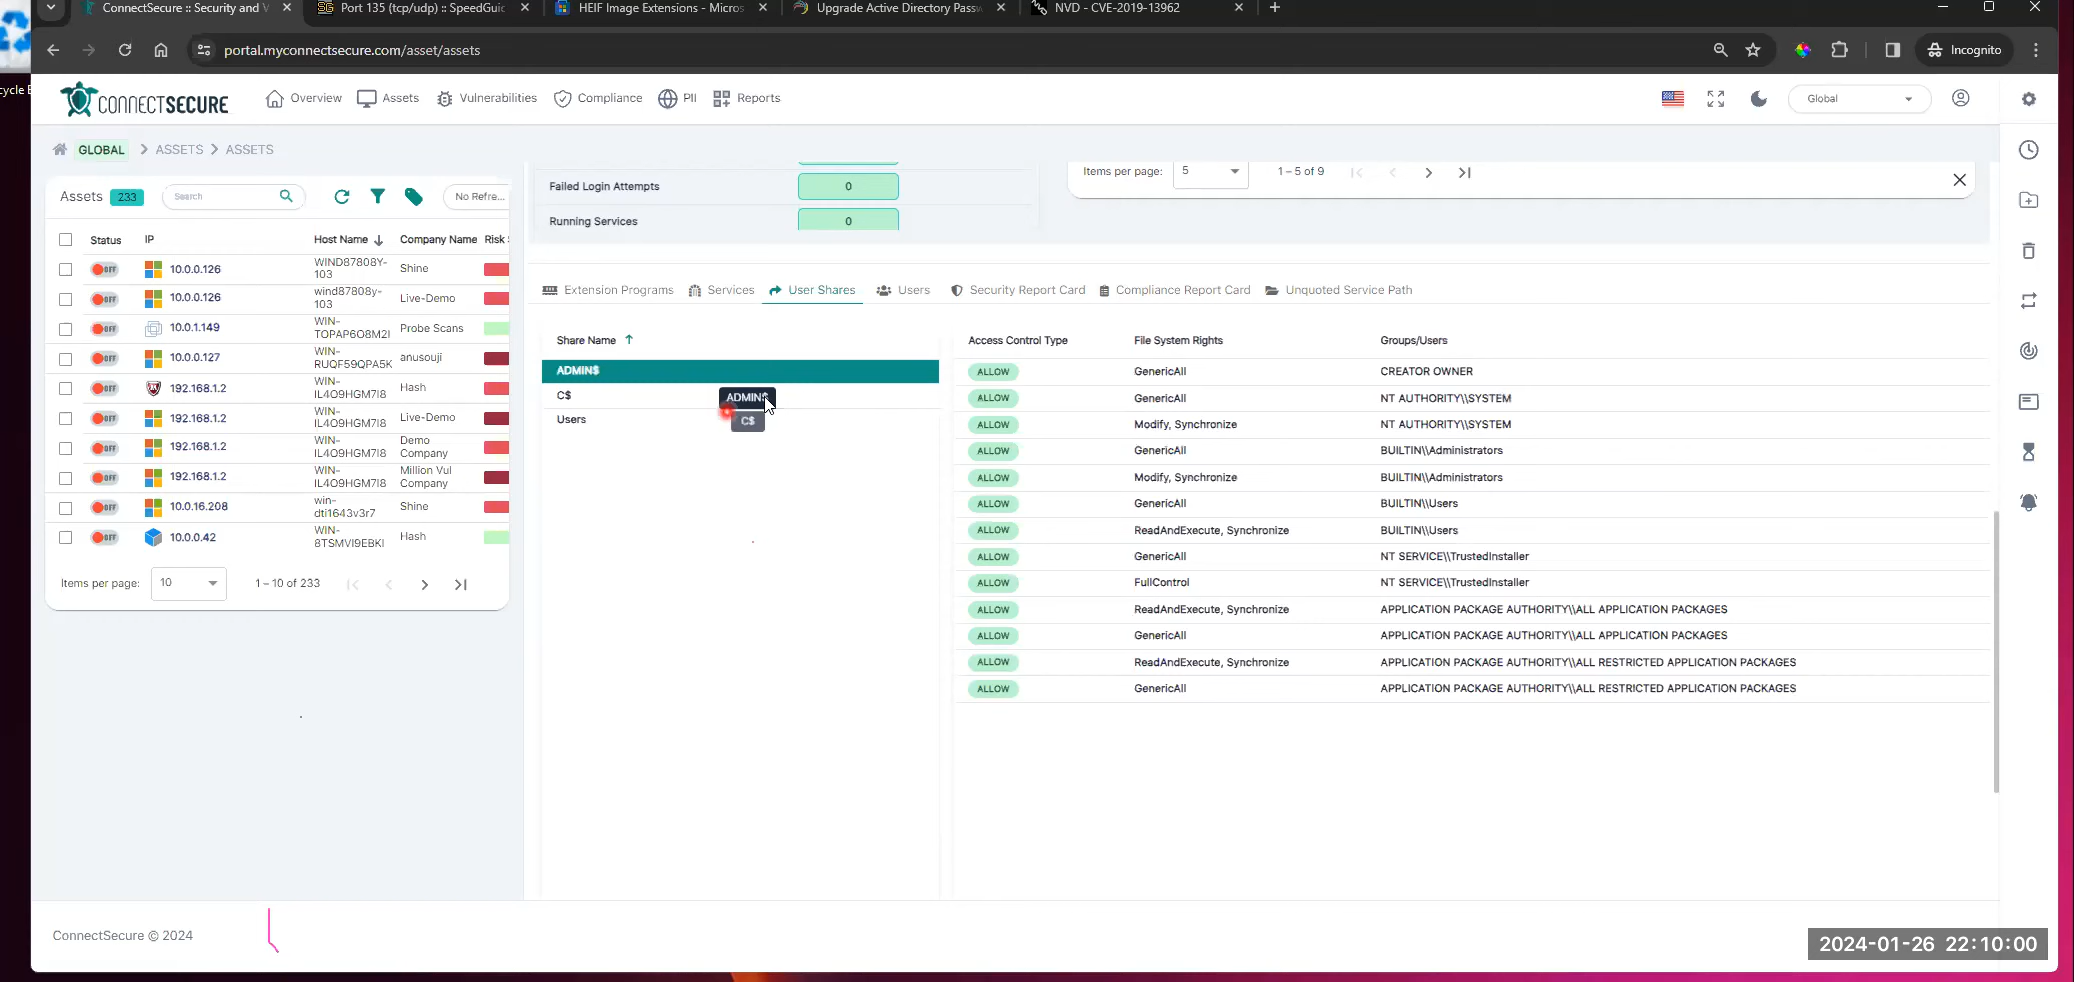 ConnectSecure :: Security and V
Port 135 (tcp/udp) :: SpeedGuid
HEIF Image Extensions - Micros
Upgrade Active Directory Passw
NVD - CVE-2019-13962
portal.myconnectsecure.com/asset/assets
Incognito
cycle B
CONNECTSECURE
Overview
Assets
Vulnerabilities
Compliance
PII
Reports
Global
GLOBAL > ASSETS > ASSETS
Assets 233
Search
No Refre...
Status IP Host Name Company Name Risk S
OFF 10.0.0.126 WIND87808Y-103 Shine
OFF 10.0.0.126 wind87808y-103 Live-Demo
OFF 10.0.1.149 WIN-TOPAP6O8M2I Probe Scans
OFF 10.0.0.127 WIN-RUQF59QPA5K anusouji
OFF 192.168.1.2 WIN-IL4O9HGM7I8 Hash
OFF 192.168.1.2 WIN-IL4O9HGM7I8 Live-Demo
OFF 192.168.1.2 WIN-IL4O9HGM7I8 Demo Company
OFF 192.168.1.2 WIN-IL4O9HGM7I8 Million Vul Company
OFF 10.0.16.208 win-dti1643v3r7 Shine
OFF 10.0.0.42 WIN-8TSMVI9EBKI Hash
Items per page: 10 1 – 10 of 233
Failed Login Attempts 0
Running Services 0
Items per page: 5 1 – 5 of 9
Extension Programs
Services
User Shares
Users
Security Report Card
Compliance Report Card
Unquoted Service Path
Share Name
ADMIN$
C$
Users
ADMIN$
C$
Access Control Type File System Rights Groups/Users
ALLOW GenericAll CREATOR OWNER
ALLOW GenericAll NT AUTHORITY\\SYSTEM
ALLOW Modify, Synchronize NT AUTHORITY\\SYSTEM
ALLOW GenericAll BUILTIN\\Administrators
ALLOW Modify, Synchronize BUILTIN\\Administrators
ALLOW GenericAll BUILTIN\\Users
ALLOW ReadAndExecute, Synchronize BUILTIN\\Users
ALLOW GenericAll NT SERVICE\\TrustedInstaller
ALLOW FullControl NT SERVICE\\TrustedInstaller
ALLOW ReadAndExecute, Synchronize APPLICATION PACKAGE AUTHORITY\\ALL APPLICATION PACKAGES
ALLOW GenericAll APPLICATION PACKAGE AUTHORITY\\ALL APPLICATION PACKAGES
ALLOW ReadAndExecute, Synchronize APPLICATION PACKAGE AUTHORITY\\ALL RESTRICTED APPLICATION PACKAGES
ALLOW GenericAll APPLICATION PACKAGE AUTHORITY\\ALL RESTRICTED APPLICATION PACKAGES
ConnectSecure © 2024
2024-01-26 22:10:00